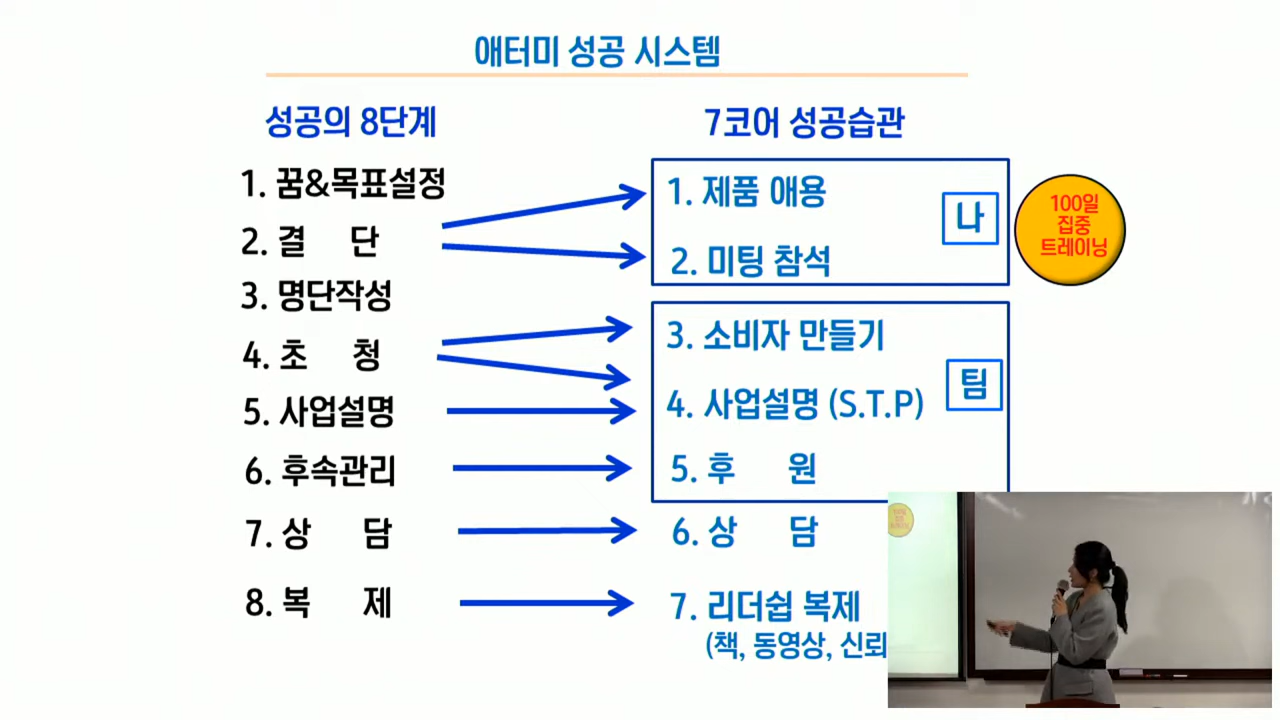 애터미 성공 시스템
성공의 8단계
1. 꿈&목표설정
2. 결 단
3. 명단작성
4. 초 청
5. 사업설명
6. 후속관리
7. 상 담
8. 복 제
7코어 성공습관
1. 제품 애용
2. 미팅 참석
나
100일
집중
트레이닝
3. 소비자 만들기
4. 사업설명 (S.T.P)
팀
5. 후 원
6. 상 담
7. 리더쉽 복제
(책, 동영상, 신뢰